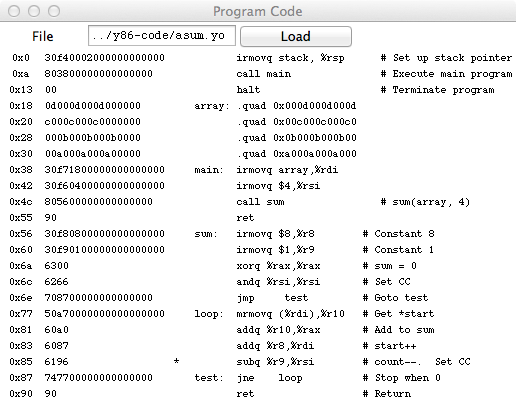 Program Code
File ../y86-code/asum.yo Load
0x0 30f40002000000000000 irmovq stack, %rsp # Set up stack pointer
0xa 803800000000000000 call main # Execute main program
0x13 00 halt # Terminate program
0x18 0d000d000d000000 array: .quad 0x000d000d000d
0x20 c000c000c0000000 .quad 0x00c000c000c0
0x28 000b000b000b0000 .quad 0x0b000b000b00
0x30 00a000a000a00000 .quad 0xa000a000a000
0x38 30f71800000000000000 main: irmovq array,%rdi
0x42 30f60400000000000000 irmovq $4,%rsi
0x4c 805600000000000000 call sum # sum(array, 4)
0x55 90 ret
0x56 30f80800000000000000 sum: irmovq $8,%r8 # Constant 8
0x60 30f90100000000000000 irmovq $1,%r9 # Constant 1
0x6a 6300 xorq %rax,%rax # sum = 0
0x6c 6266 andq %rsi,%rsi # Set CC
0x6e 708700000000000000 jmp test # Goto test
0x77 50a70000000000000000 loop: mrmovq (%rdi),%r10 # Get *start
0x81 60a0 addq %r10,%rax # Add to sum
0x83 6087 addq %r8,%rdi # start++
0x85 6196 * subq %r9,%rsi # count--. Set CC
0x87 747700000000000000 test: jne loop # Stop when 0
0x90 90 ret # Return